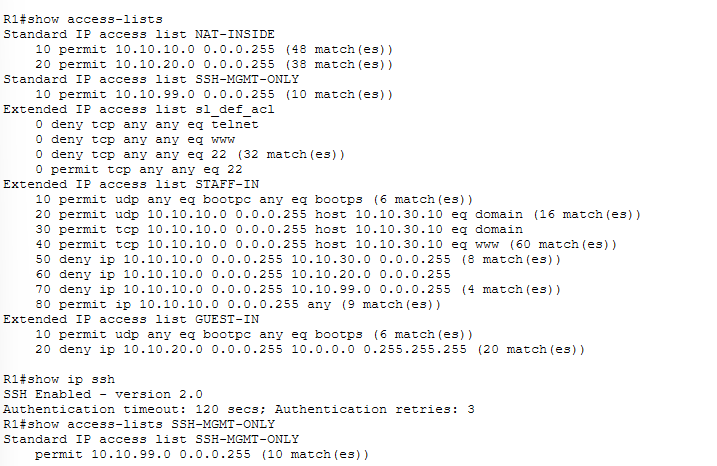 R1#show access-lists
Standard IP access list NAT-INSIDE
    10 permit 10.10.10.0 0.0.0.255 (48 match(es))
    20 permit 10.10.20.0 0.0.0.255 (38 match(es))
Standard IP access list SSH-MGMT-ONLY
    10 permit 10.10.99.0 0.0.0.255 (10 match(es))
Extended IP access list sl_def_acl
    0 deny tcp any any eq telnet
    0 deny tcp any any eq www
    0 deny tcp any any eq 22 (32 match(es))
    0 permit tcp any any eq 22
Extended IP access list STAFF-IN
    10 permit udp any eq bootpc any eq bootps (6 match(es))
    20 permit udp 10.10.10.0 0.0.0.255 host 10.10.30.10 eq domain (16 match(es))
    30 permit tcp 10.10.10.0 0.0.0.255 host 10.10.30.10 eq domain
    40 permit tcp 10.10.10.0 0.0.0.255 host 10.10.30.10 eq www (60 match(es))
    50 deny ip 10.10.10.0 0.0.0.255 10.10.30.0 0.0.0.255 (8 match(es))
    60 deny ip 10.10.10.0 0.0.0.255 10.10.20.0 0.0.0.255
    70 deny ip 10.10.10.0 0.0.0.255 10.10.99.0 0.0.0.255 (4 match(es))
    80 permit ip 10.10.10.0 0.0.0.255 any (9 match(es))
Extended IP access list GUEST-IN
    10 permit udp any eq bootpc any eq bootps (6 match(es))
    20 deny ip 10.10.20.0 0.0.0.255 10.0.0.0 0.255.255.255 (20 match(es))
R1#show ip ssh
SSH Enabled - version 2.0
Authentication timeout: 120 secs; Authentication retries: 3
R1#show access-lists SSH-MGMT-ONLY
Standard IP access list SSH-MGMT-ONLY
    permit 10.10.99.0 0.0.0.255 (10 match(es))